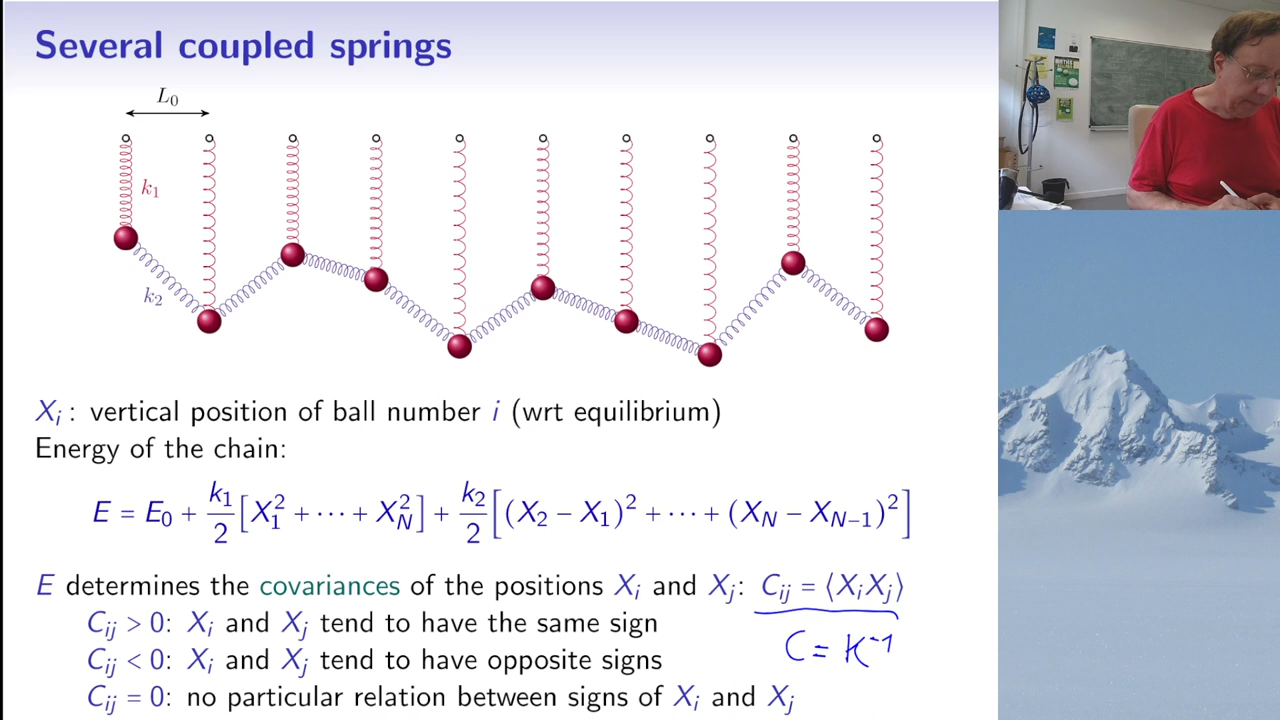 Several coupled springs
L₀
k₁
k₂
Xᵢ : vertical position of ball number i (wrt equilibrium)
Energy of the chain:
E = E₀ + k₁/2 [X₁² + ⋯ + X_N²] + k₂/2 [(X₂ − X₁)² + ⋯ + (X_N − X_{N−1})²]
E determines the covariances of the positions Xᵢ and Xⱼ: Cᵢⱼ = ⟨XᵢXⱼ⟩
Cᵢⱼ > 0: Xᵢ and Xⱼ tend to have the same sign
C = K⁻¹
Cᵢⱼ < 0: Xᵢ and Xⱼ tend to have opposite signs
Cᵢⱼ = 0: no particular relation between signs of Xᵢ and Xⱼ